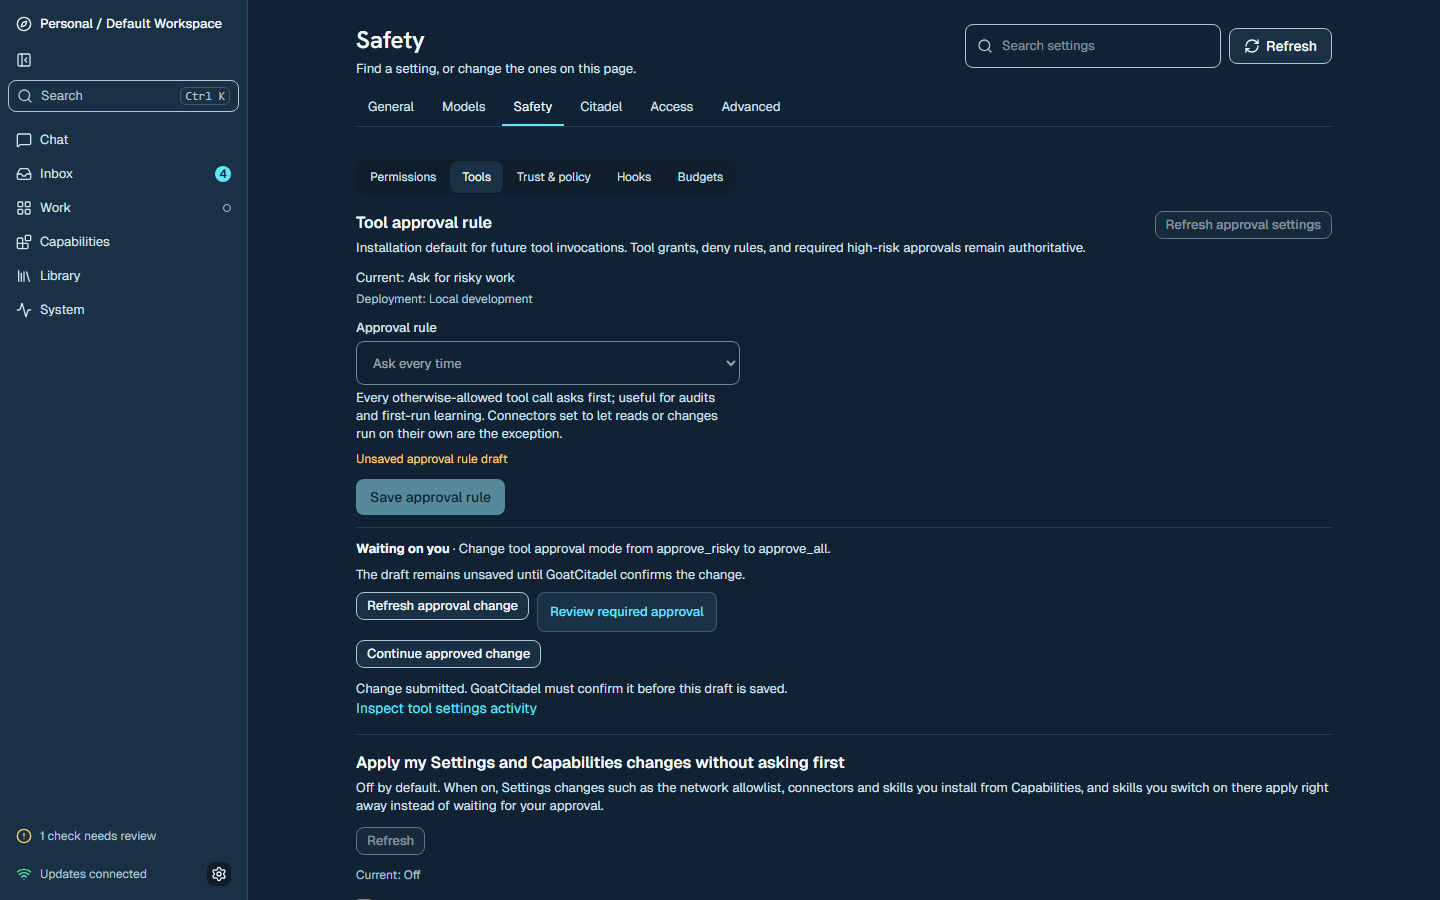 Personal / Default Workspace
Search
Ctrl K
Chat
Inbox
4
Work
Capabilities
Library
System
1 check needs review
Updates connected
Safety
Find a setting, or change the ones on this page.
Search settings
Refresh
General
Models
Safety
Citadel
Access
Advanced
Permissions
Tools
Trust & policy
Hooks
Budgets
Tool approval rule
Installation default for future tool invocations. Tool grants, deny rules, and required high-risk approvals remain authoritative.
Refresh approval settings
Current: Ask for risky work
Deployment: Local development
Approval rule
Ask every time
Every otherwise-allowed tool call asks first; useful for audits
and first-run learning. Connectors set to let reads or changes
run on their own are the exception.
Unsaved approval rule draft
Save approval rule
Waiting on you · Change tool approval mode from approve_risky to approve_all.
The draft remains unsaved until GoatCitadel confirms the change.
Refresh approval change
Review required approval
Continue approved change
Change submitted. GoatCitadel must confirm it before this draft is saved.
Inspect tool settings activity
Apply my Settings and Capabilities changes without asking first
Off by default. When on, Settings changes such as the network allowlist, connectors and skills you install from Capabilities, and skills you switch on there apply right
away instead of waiting for your approval.
Refresh
Current: Off